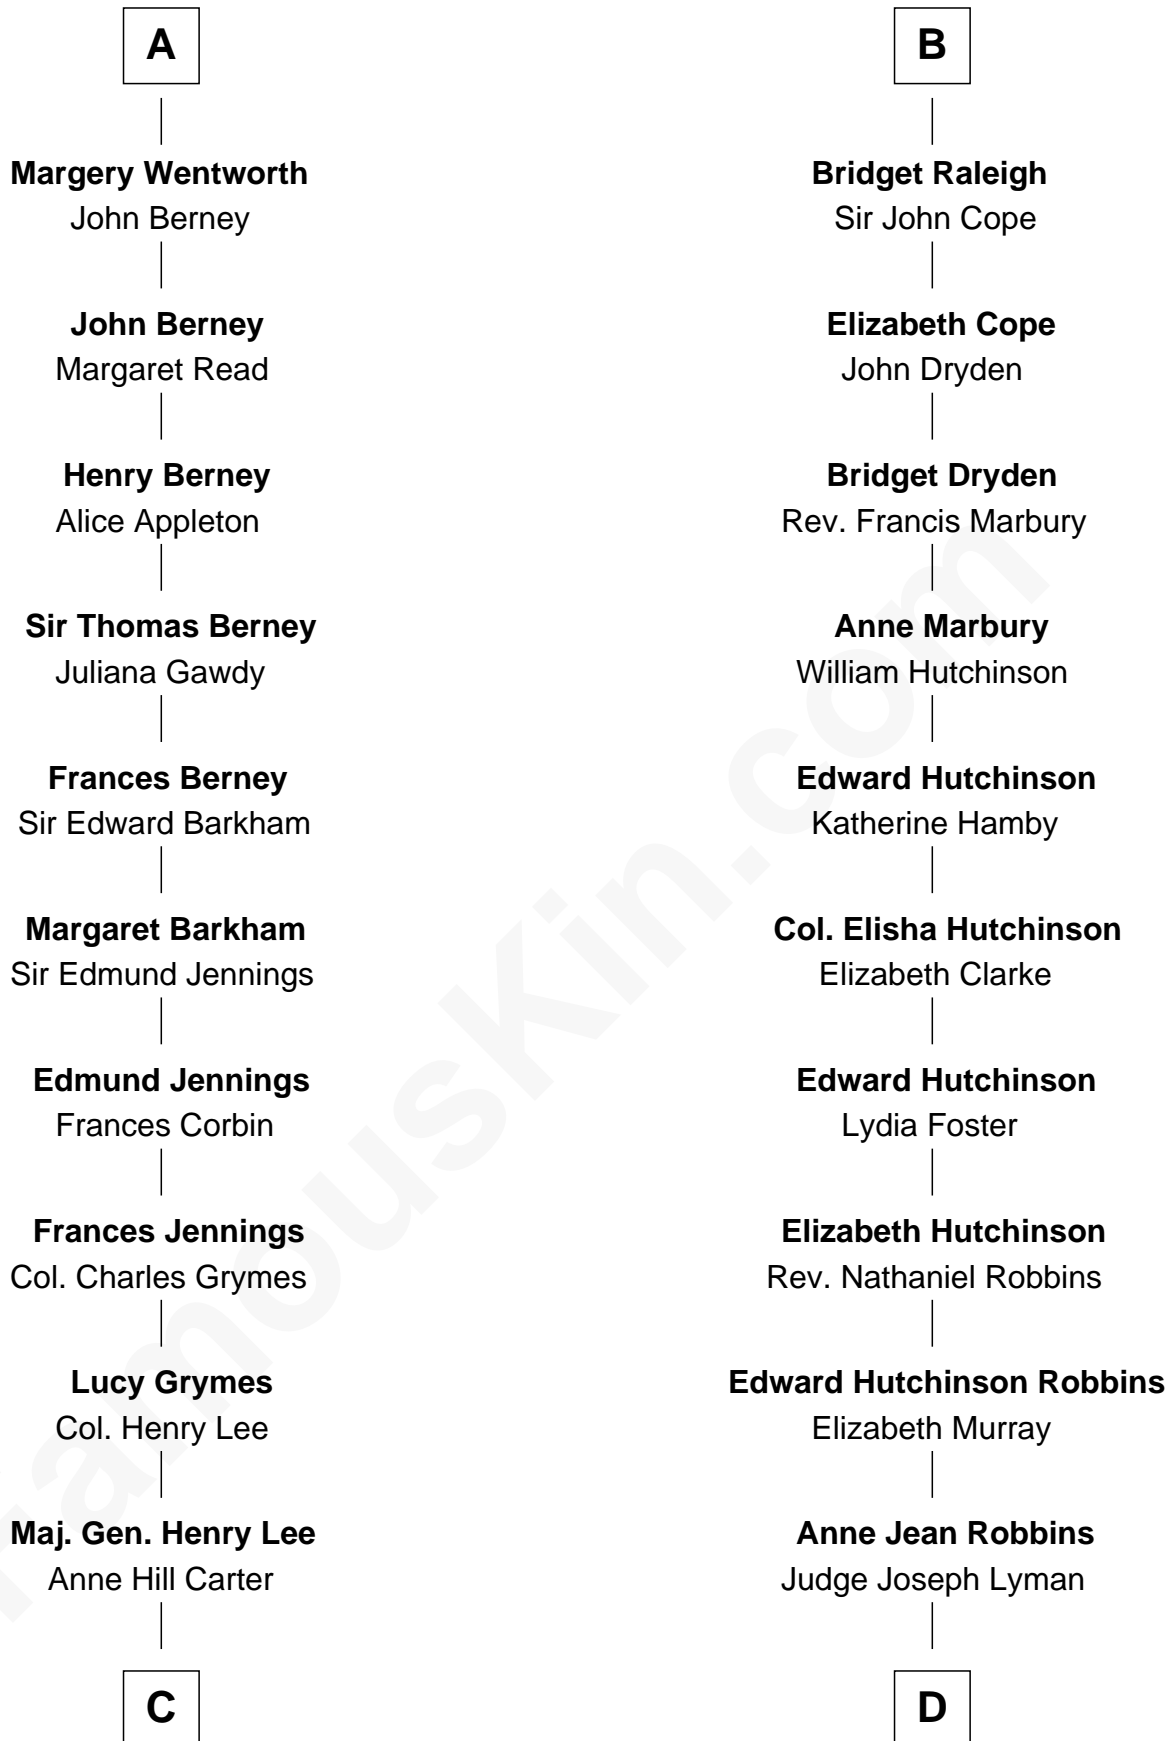 A
Margery Wentworth
John Berney
John Berney
Margaret Read
Henry Berney
Alice Appleton
Sir Thomas Berney
Juliana Gawdy
Frances Berney
Sir Edward Barkham
Margaret Barkham
Sir Edmund Jennings
Edmund Jennings
Frances Corbin
Frances Jennings
Col. Charles Grymes
Lucy Grymes
Col. Henry Lee
Maj. Gen. Henry Lee
Anne Hill Carter
C
B
Bridget Raleigh
Sir John Cope
Elizabeth Cope
John Dryden
Bridget Dryden
Rev. Francis Marbury
Anne Marbury
William Hutchinson
Edward Hutchinson
Katherine Hamby
Col. Elisha Hutchinson
Elizabeth Clarke
Edward Hutchinson
Lydia Foster
Elizabeth Hutchinson
Rev. Nathaniel Robbins
Edward Hutchinson Robbins
Elizabeth Murray
Anne Jean Robbins
Judge Joseph Lyman
D
FamousKin.com